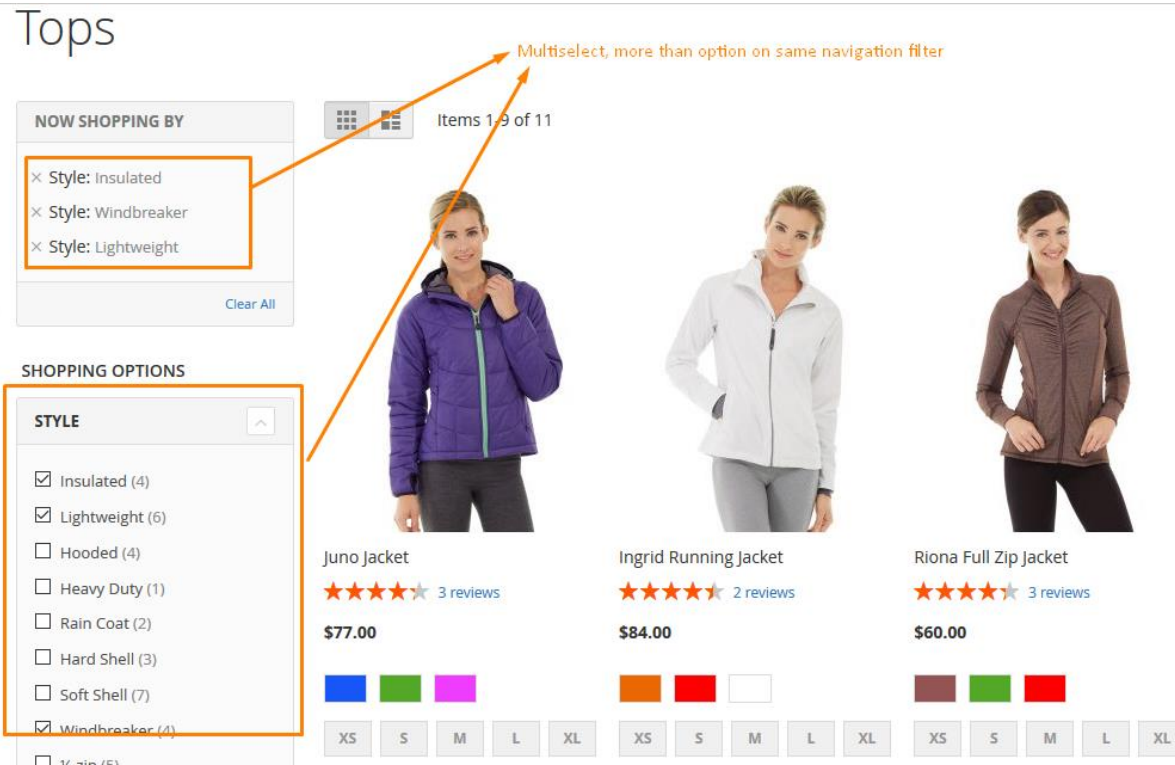 Tops
Multiselect, more than option on same navigation filter
NOW SHOPPING BY
Items 1-9 of 11
× Style: Insulated
× Style: Windbreaker
× Style: Lightweight
Clear All
SHOPPING OPTIONS
STYLE
Insulated (4)
Lightweight (6)
Hooded (4)
Heavy Duty (1)
Rain Coat (2)
Hard Shell (3)
Soft Shell (7)
Windbreaker (4)
Juno Jacket
3 reviews
$77.00
XS S M L XL
Ingrid Running Jacket
2 reviews
$84.00
XS S M L XL
Riona Full Zip Jacket
3 reviews
$60.00
XS S M L XL